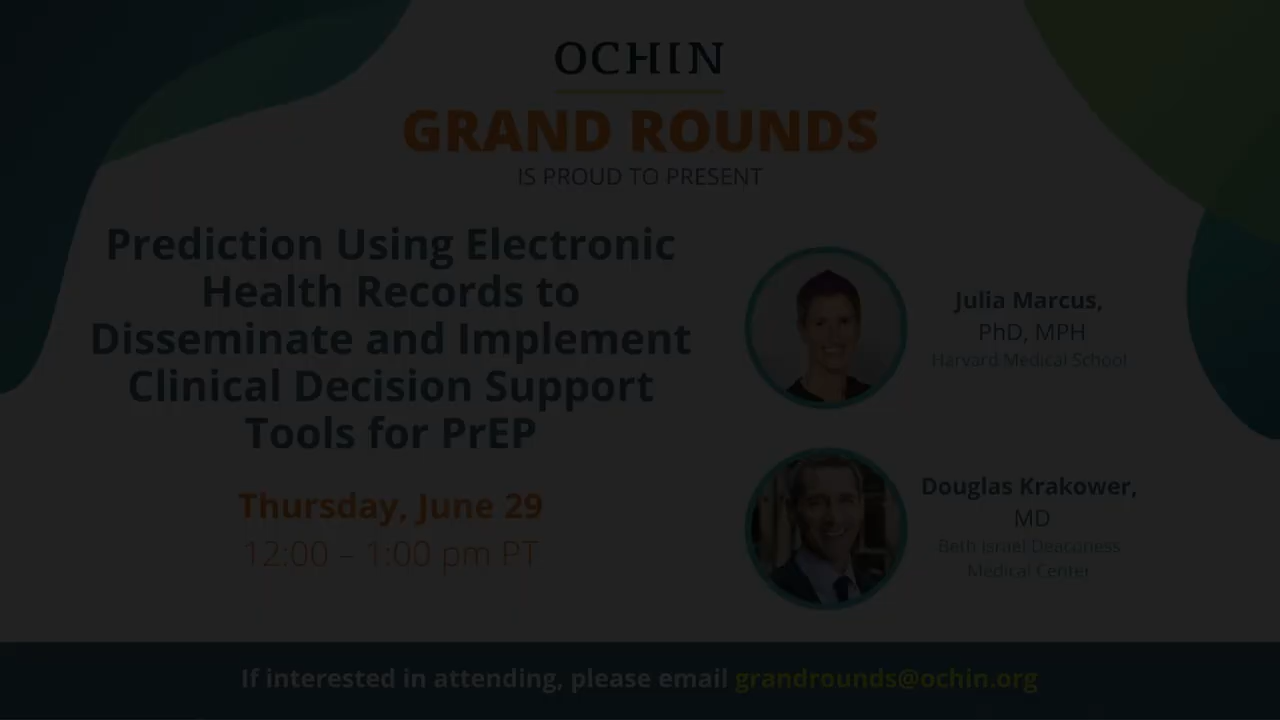 OCHIN
GRAND ROUNDS
IS PROUD TO PRESENT
Prediction Using Electronic
Health Records to
Disseminate and Implement
Clinical Decision Support
Tools for PrEP
Thursday, June 29
12:00 – 1:00 pm PT
Julia Marcus,
PhD, MPH
Harvard Medical School
Douglas Krakower,
MD
Beth Israel Deaconess
Medical Center
If interested in attending, please email grandrounds@ochin.org